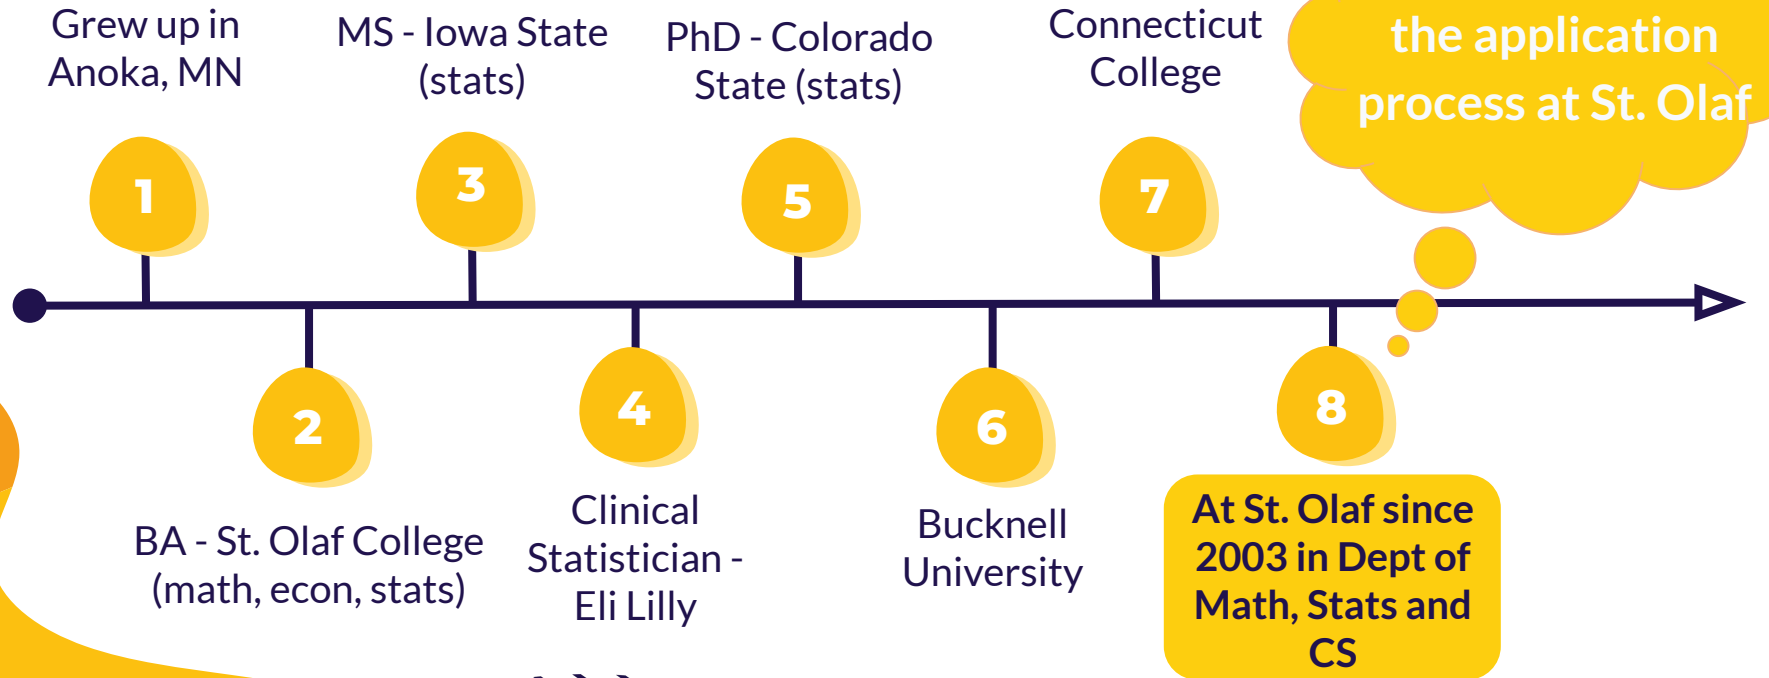 Grew up in
Anoka, MN
MS - Iowa State
(stats)
PhD - Colorado
State (stats)
Connecticut
College
the application
process at St. Olaf
1
3
5
7
2
4
6
8
BA - St. Olaf College
(math, econ, stats)
Clinical
Statistician -
Eli Lilly
Bucknell
University
At St. Olaf since
2003 in Dept of
Math, Stats and
CS